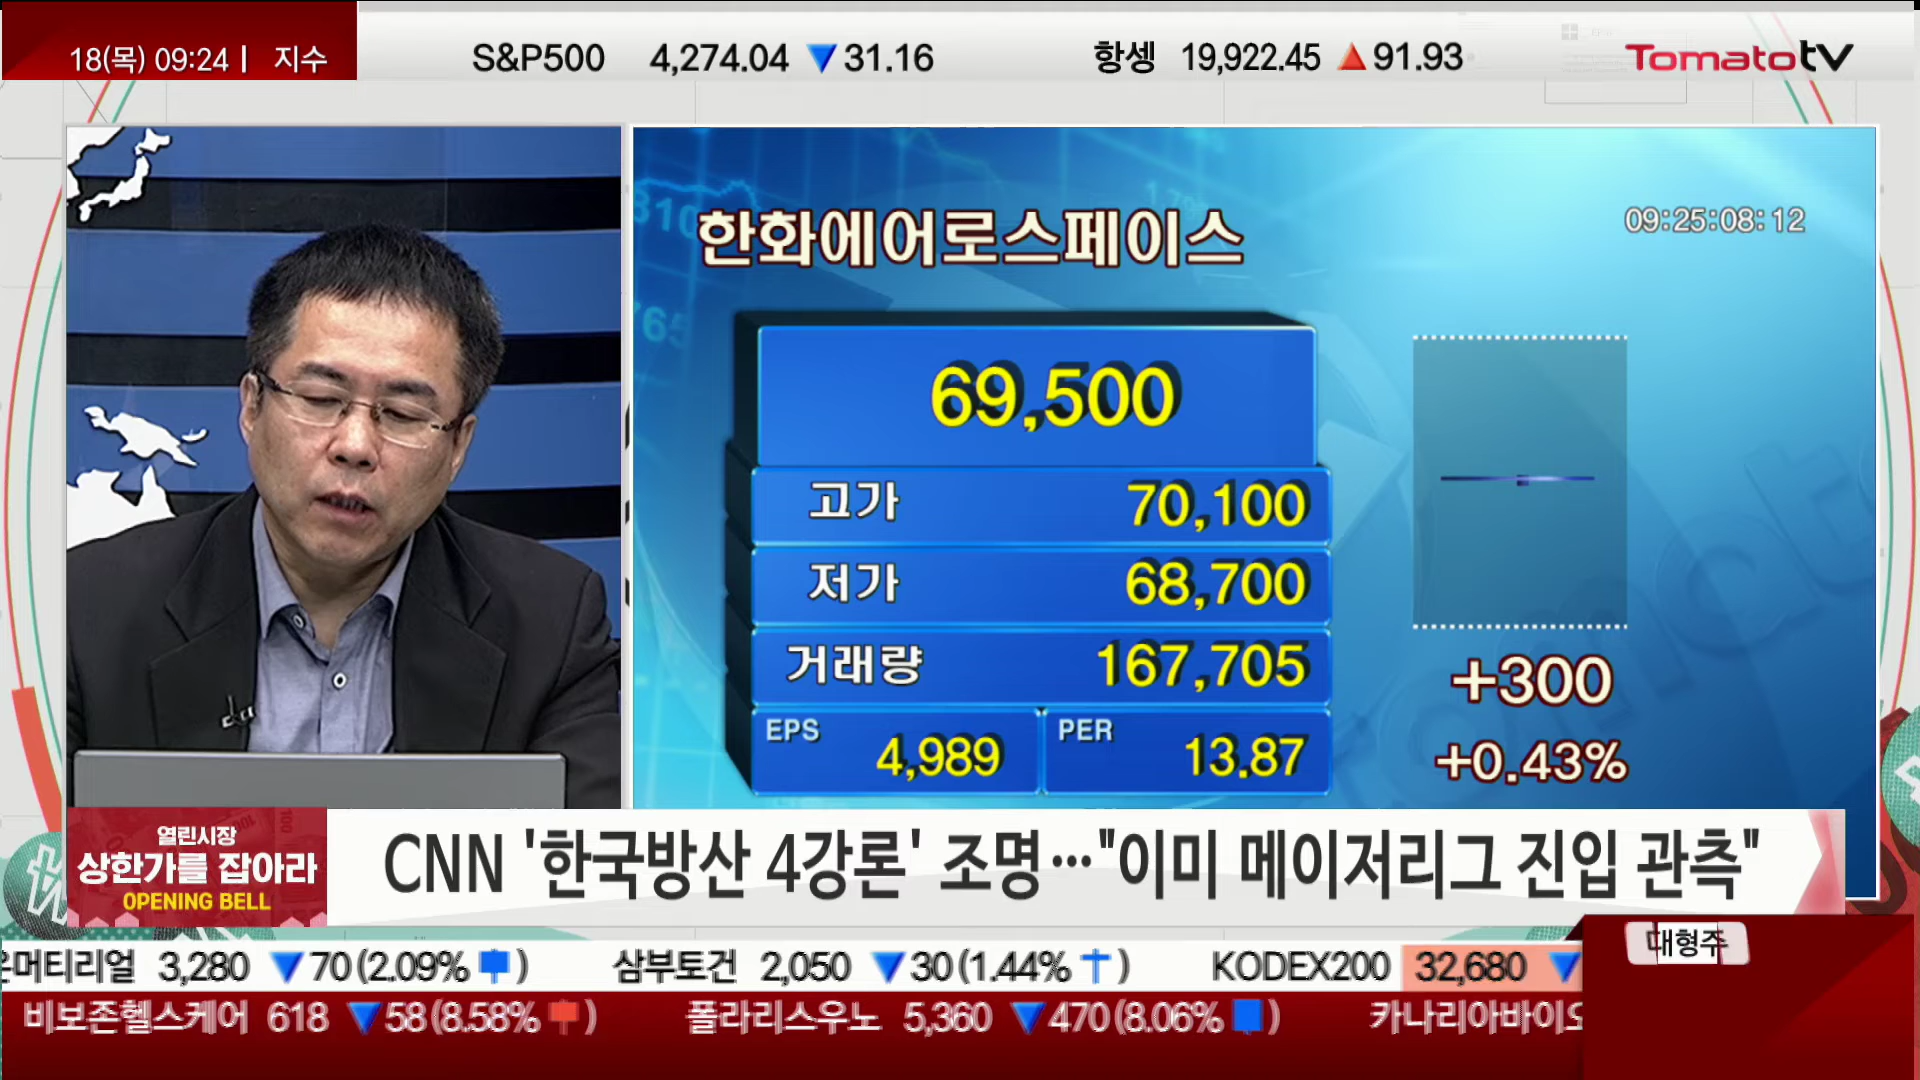 18(목) 09:24 | 지수
S&P500 4,274.04 ▼31.16
항셍 19,922.45 ▲91.93
Tomatotv
한화에어로스페이스
09:25:08:12
69,500
고가 70,100
저가 68,700
거래량 167,705
EPS 4,989
PER 13.87
+300
+0.43%
열린시장
상한가를 잡아라
OPENING BELL
CNN '한국방산 4강론' 조명…"이미 메이저리그 진입 관측"
머티리얼 3,280 ▼70(2.09% ) 삼부토건 2,050 ▼30(1.44% ) KODEX200 32,680 ▼
대형주
비보존헬스케어 618 ▼58(8.58% ) 폴라리스우노 5,360 ▼470(8.06% ) 카나리아바이오